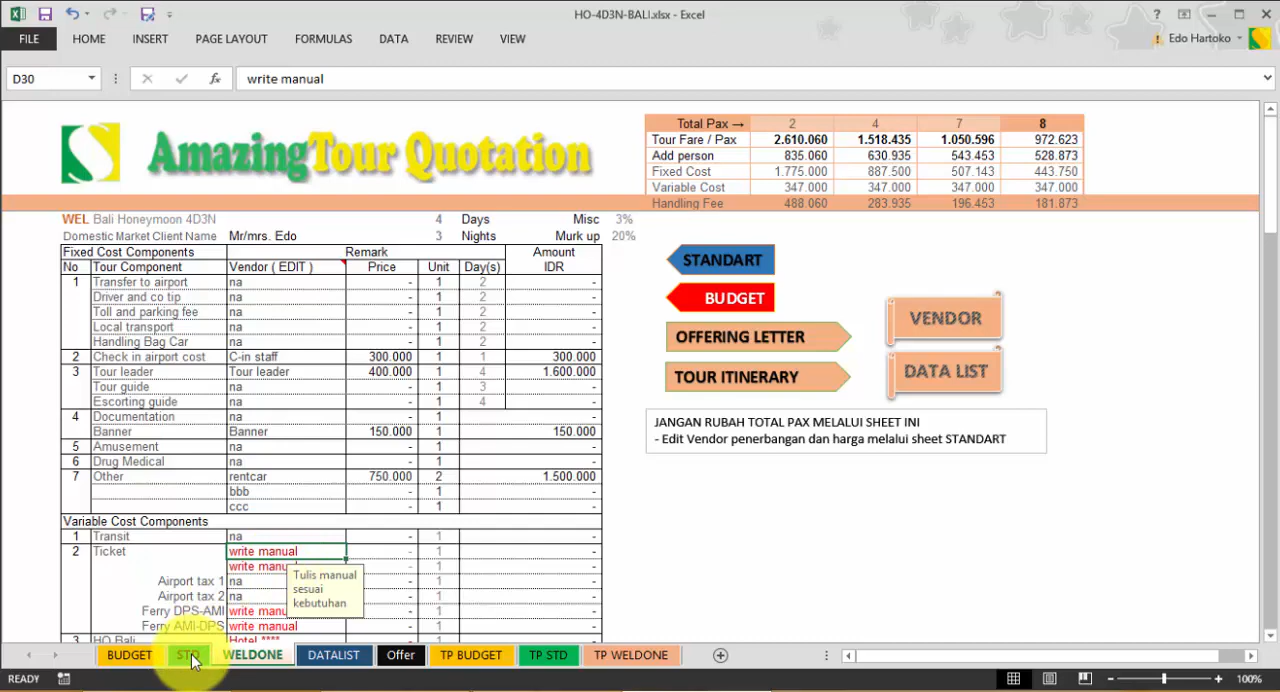 HO-4D3N-BALI.xlsx - Excel
FILE HOME INSERT PAGE LAYOUT FORMULAS DATA REVIEW VIEW Edo Hartoko
D30 fx write manual
AmazingTour Quotation
Total Pax → 2 4 7 8
Tour Fare / Pax 2.610.060 1.518.435 1.050.596 972.623
Add person 835.060 630.935 543.453 528.873
Fixed Cost 1.775.000 887.500 507.143 443.750
Variable Cost 347.000 347.000 347.000 347.000
Handling Fee 488.060 283.935 196.453 181.873
WEL Bali Honeymoon 4D3N 4 Days Misc 3%
Domestic Market Client Name Mr/mrs. Edo 3 Nights Murk up 20%
Fixed Cost Components Remark Amount
No Tour Component Vendor ( EDIT ) Price Unit Day(s) IDR
1 Transfer to airport na - 1 2 -
Driver and co tip na - 1 2 -
Toll and parking fee na - 1 2 -
Local transport na - 1 2 -
Handling Bag Car na - 1 2 -
2 Check in airport cost C-in staff 300.000 1 1 300.000
3 Tour leader Tour leader 400.000 1 4 1.600.000
Tour guide na - 1 3 -
Escorting guide na - 1 4 -
4 Documentation na - 1 -
Banner Banner 150.000 1 150.000
5 Amusement na - 1 -
6 Drug Medical na - 1 -
7 Other rentcar 750.000 2 1.500.000
bbb - 1 -
ccc - 1 -
Variable Cost Components
1 Transit na - 1 -
2 Ticket write manual - 1 -
write manu - 1 -
Airport tax 1 na - 1 -
Airport tax 2 na - 1 -
Ferry DPS-AMI write manu - 1 -
Ferry AMI-DPS write manual - 1 -
3 HO Bali Hotel ****
Tulis manual
sesuai
kebutuhan
STANDART
BUDGET
OFFERING LETTER
TOUR ITINERARY
VENDOR
DATA LIST
JANGAN RUBAH TOTAL PAX MELALUI SHEET INI
- Edit Vendor penerbangan dan harga melalui sheet STANDART
BUDGET STD WELDONE DATALIST Offer TP BUDGET TP STD TP WELDONE
READY 100%